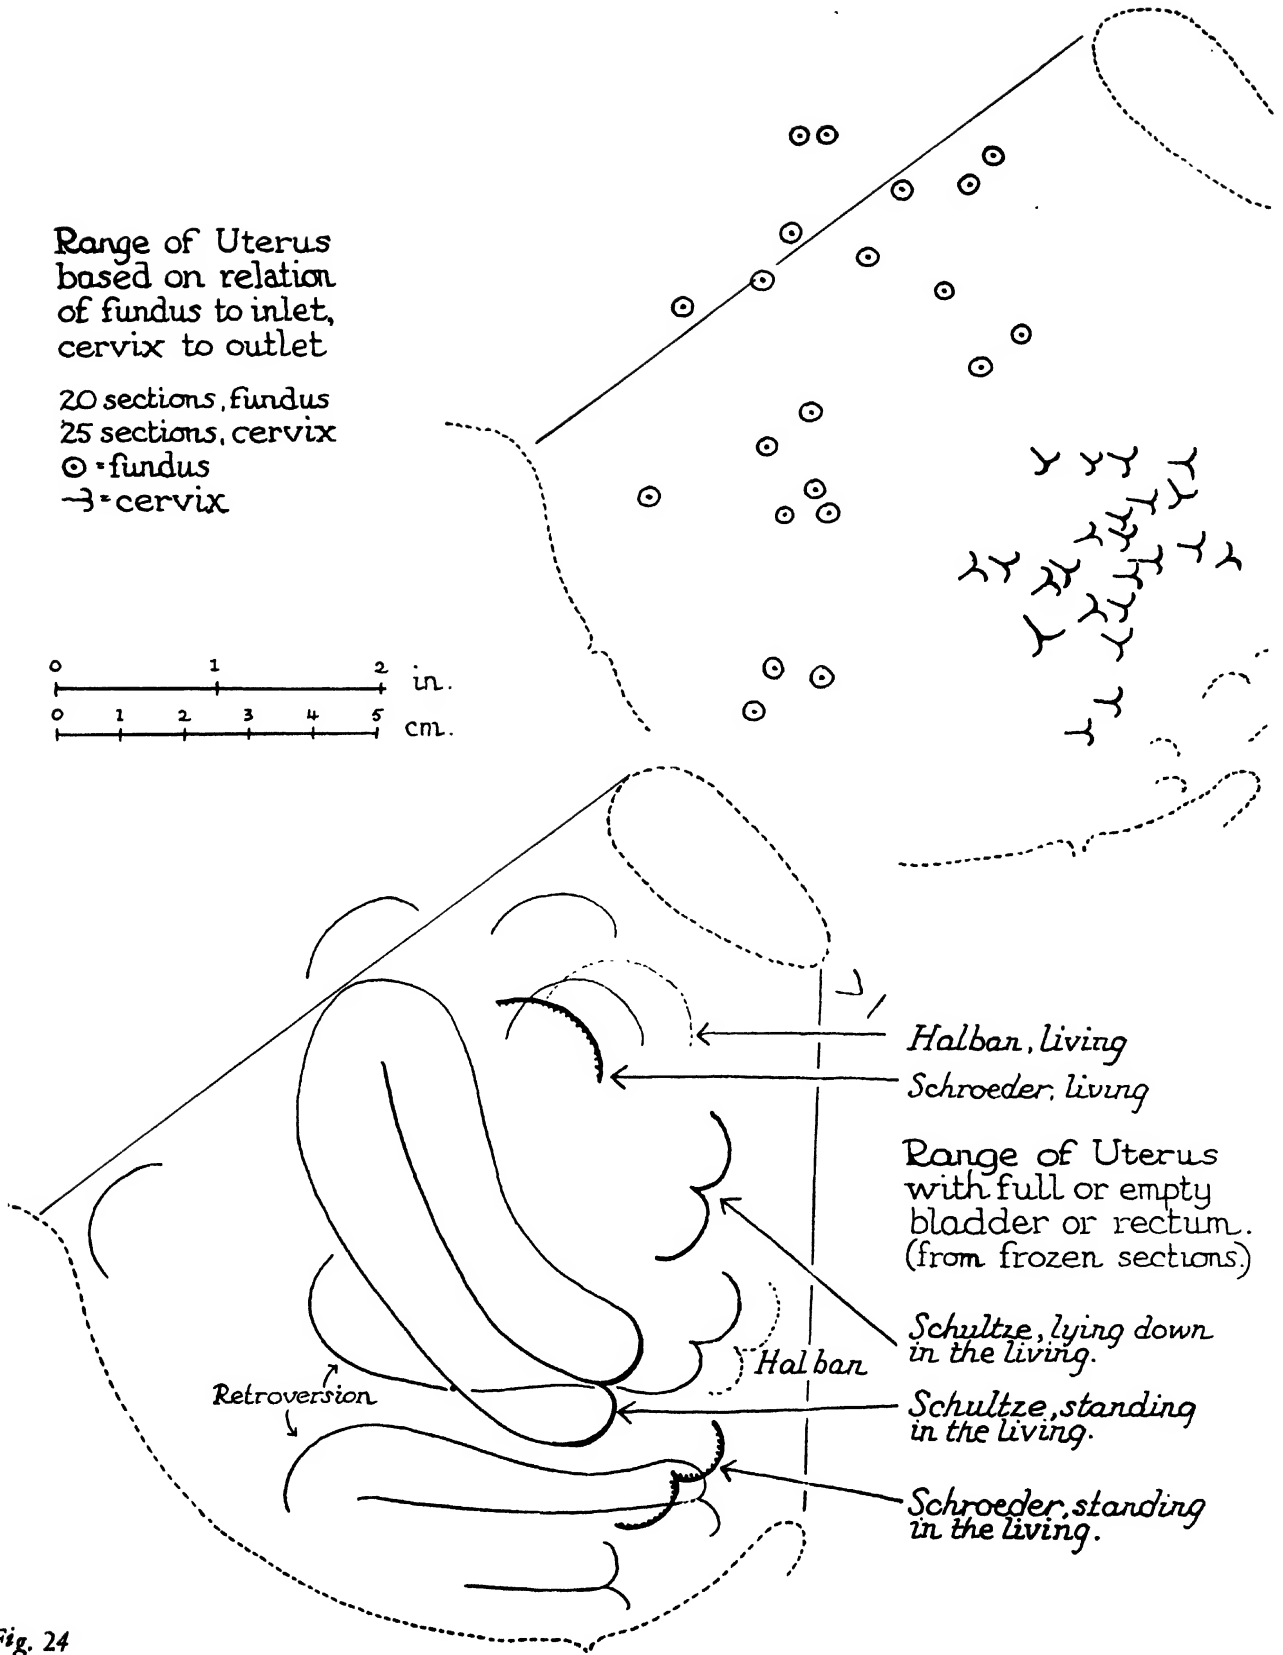 Range of Uterus
based on relation
of fundus to inlet,
cervix to outlet
20 sections, fundus
25 sections, cervix
⊙ = fundus
= cervix
0 1 2 in.
0 1 2 3 4 5 cm.
Halban, living
Schroeder, living
Range of Uterus
with full or empty
bladder or rectum.
(from frozen sections.)
Schultze, lying down
in the living.
Halban
Retroversion
Schultze, standing
in the living.
Schroeder, standing
in the living.
Fig. 24